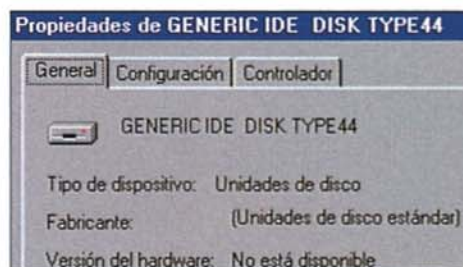 Propiedades de GENERIC IDE DISK TYPE44
General Configuración Controlador
GENERIC IDE DISK TYPE44
Tipo de dispositivo: Unidades de disco
Fabricante: (Unidades de disco estándar)
Versión del hardware: No está disponible